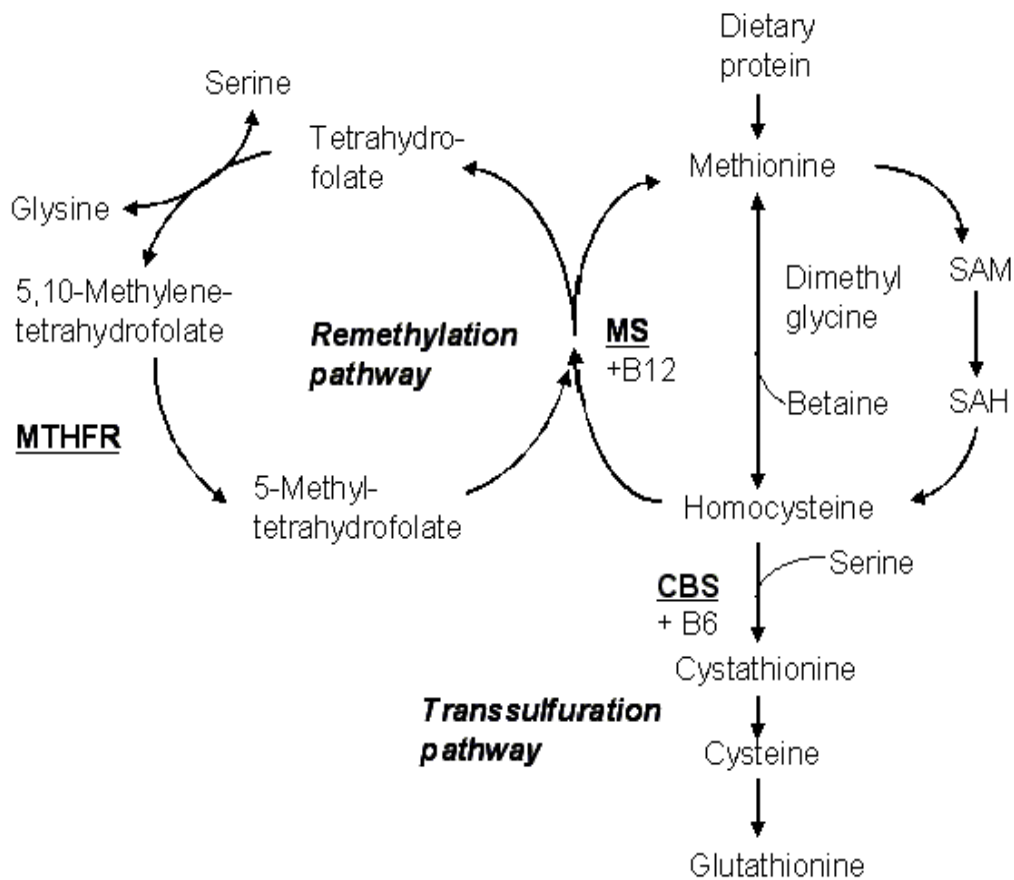 Dietary
protein
Serine
Tetrahydro-
folate
Methionine
Glysine
5,10-Methylene-
tetrahydrofolate
Dimethyl
glycine
SAM
Remethylation
pathway
MS
+B12
Betaine
SAH
MTHFR
5-Methyl-
tetrahydrofolate
Homocysteine
Serine
CBS
+ B6
Cystathionine
Transsulfuration
pathway
Cysteine
Glutathionine